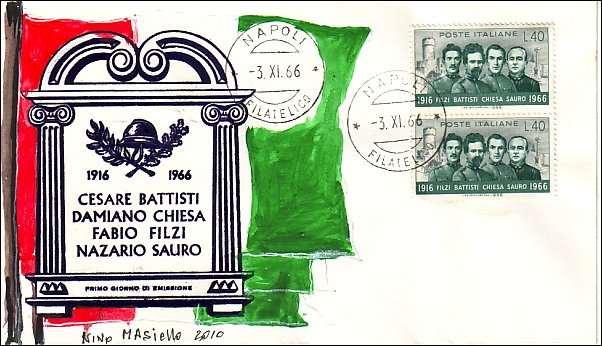 1916 1966
CESARE BATTISTI
DAMIANO CHIESA
FABIO FILZI
NAZARIO SAURO
PRIMO GIORNO DI EMISSIONE
Nino MAsiello 2010
NAPOLI
-3.XI.66
FILATELICO
NAPOLI
-3.XI.66
FILATELICO
POSTE ITALIANE L.40
1916 FILZI BATTISTI CHIESA SAURO 1966
POSTE ITALIANE L.40
1916 FILZI BATTISTI CHIESA SAURO 1966